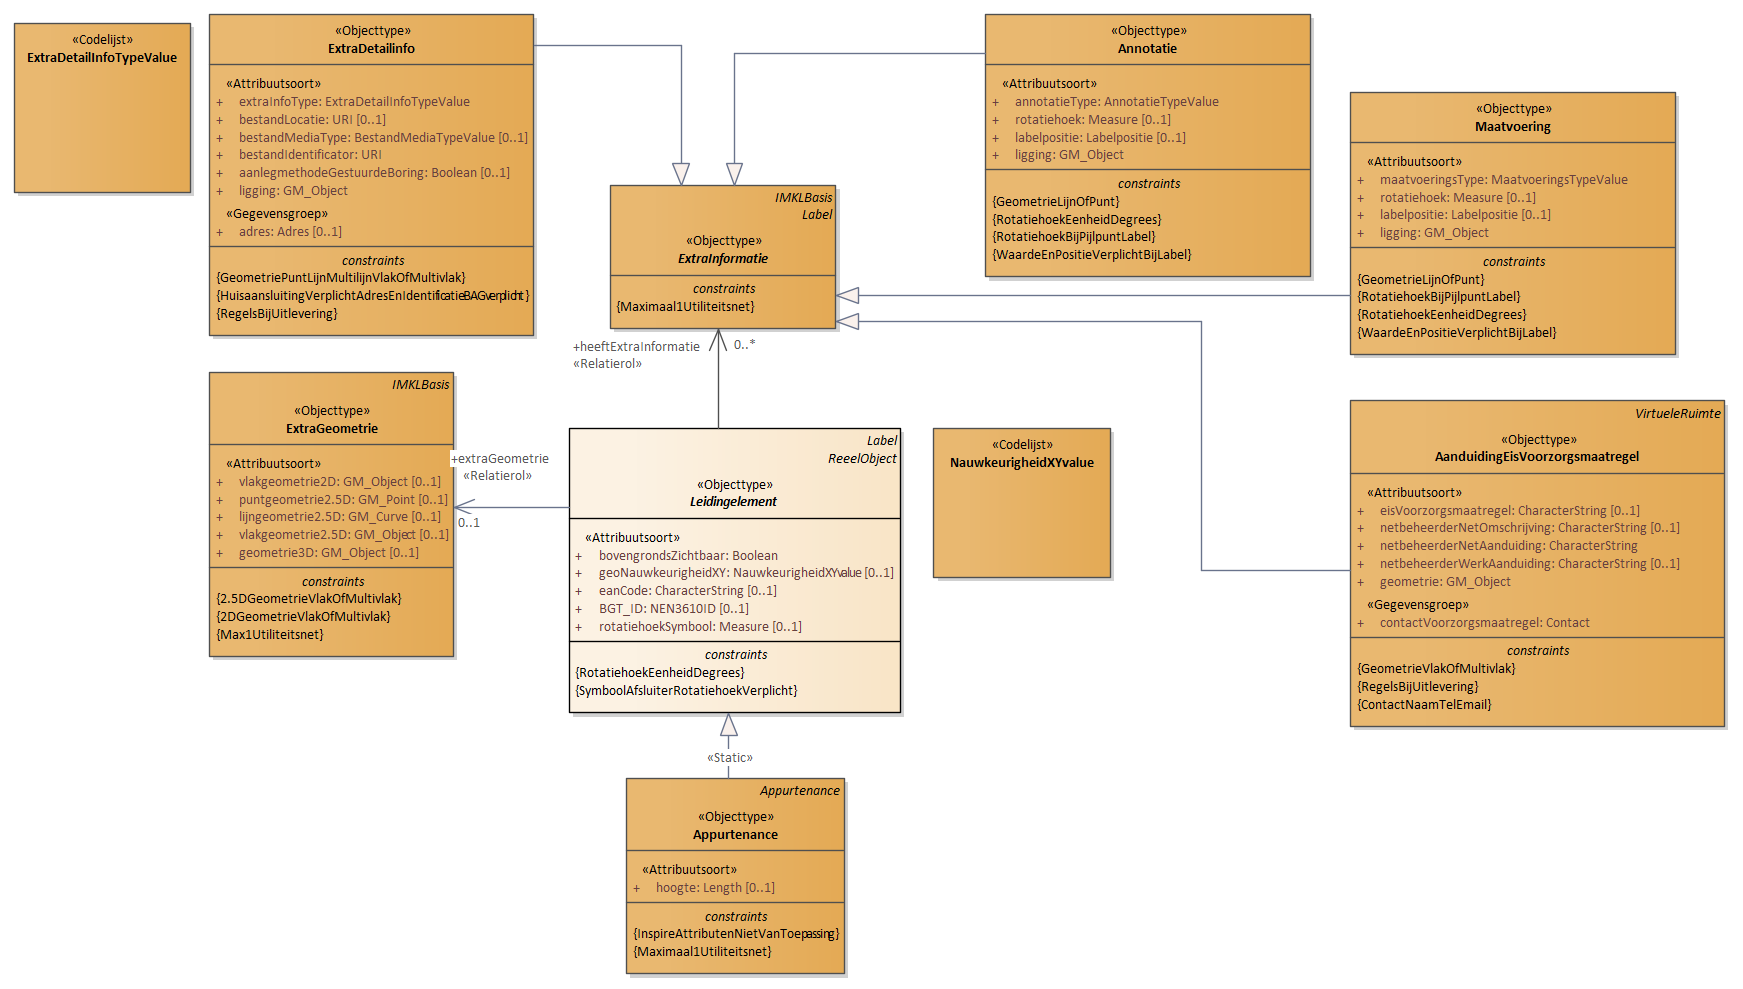 «Codelijst»
ExtraDetailInfoTypeValue
«Objecttype»
ExtraDetailinfo
«Attribuutsoort»
+ extraInfoType: ExtraDetailInfoTypeValue
+ bestandLocatie: URI [0..1]
+ bestandMediaType: BestandMediaTypeValue [0..1]
+ bestandIdentificator: URI
+ aanlegmethodeGestuurdeBoring: Boolean [0..1]
+ ligging: GM_Object
«Gegevensgroep»
+ adres: Adres [0..1]
constraints
{GeometriePuntLijnMultilijnVlakOfMultivlak}
{HuisaansluitingVerplichtAdresEnIdentificatieBAGverplicht}
{RegelsBijUitlevering}
IMKLBasis
Label
«Objecttype»
ExtraInformatie
constraints
{Maximaal1Utiliteitsnet}
«Objecttype»
Annotatie
«Attribuutsoort»
+ annotatieType: AnnotatieTypeValue
+ rotatiehoek: Measure [0..1]
+ labelpositie: Labelpositie [0..1]
+ ligging: GM_Object
constraints
{GeometrieLijnOfPunt}
{RotatiehoekEenheidDegrees}
{RotatiehoekBijPijlpuntLabel}
{WaardeEnPositieVerplichtBijLabel}
«Objecttype»
Maatvoering
«Attribuutsoort»
+ maatvoeringsType: MaatvoeringsTypeValue
+ rotatiehoek: Measure [0..1]
+ labelpositie: Labelpositie [0..1]
+ ligging: GM_Object
constraints
{GeometrieLijnOfPunt}
{RotatiehoekBijPijlpuntLabel}
{RotatiehoekEenheidDegrees}
{WaardeEnPositieVerplichtBijLabel}
+heeftExtraInformatie
0..*
«Relatierol»
IMKLBasis
«Objecttype»
ExtraGeometrie
«Attribuutsoort»
+ vlakgeometrie2D: GM_Object [0..1]
+ puntgeometrie2.5D: GM_Point [0..1]
+ lijngeometrie2.5D: GM_Curve [0..1]
+ vlakgeometrie2.5D: GM_Object [0..1]
+ geometrie3D: GM_Object [0..1]
constraints
{2.5DGeometrieVlakOfMultivlak}
{2DGeometrieVlakOfMultivlak}
{Max1Utiliteitsnet}
+extraGeometrie
«Relatierol»
0..1
Label
ReeelObject
«Objecttype»
Leidingelement
«Attribuutsoort»
+ bovengrondsZichtbaar: Boolean
+ geoNauwkeurigheidXY: NauwkeurigheidXYvalue [0..1]
+ eanCode: CharacterString [0..1]
+ BGT_ID: NEN3610ID [0..1]
+ rotatiehoekSymbool: Measure [0..1]
constraints
{RotatiehoekEenheidDegrees}
{SymboolAfsluiterRotatiehoekVerplicht}
«Codelijst»
NauwkeurigheidXYvalue
VirtueleRuimte
«Objecttype»
AanduidingEisVoorzorgsmaatregel
«Attribuutsoort»
+ eisVoorzorgsmaatregel: CharacterString [0..1]
+ netbeheerderNetOmschrijving: CharacterString [0..1]
+ netbeheerderNetAanduiding: CharacterString
+ netbeheerderWerkAanduiding: CharacterString [0..1]
+ geometrie: GM_Object
«Gegevensgroep»
+ contactVoorzorgsmaatregel: Contact
constraints
{GeometrieVlakOfMultivlak}
{RegelsBijUitlevering}
{ContactNaamTelEmail}
«Static»
Appurtenance
«Objecttype»
Appurtenance
«Attribuutsoort»
+ hoogte: Length [0..1]
constraints
{InspireAttributenNietVanToepassing}
{Maximaal1Utiliteitsnet}